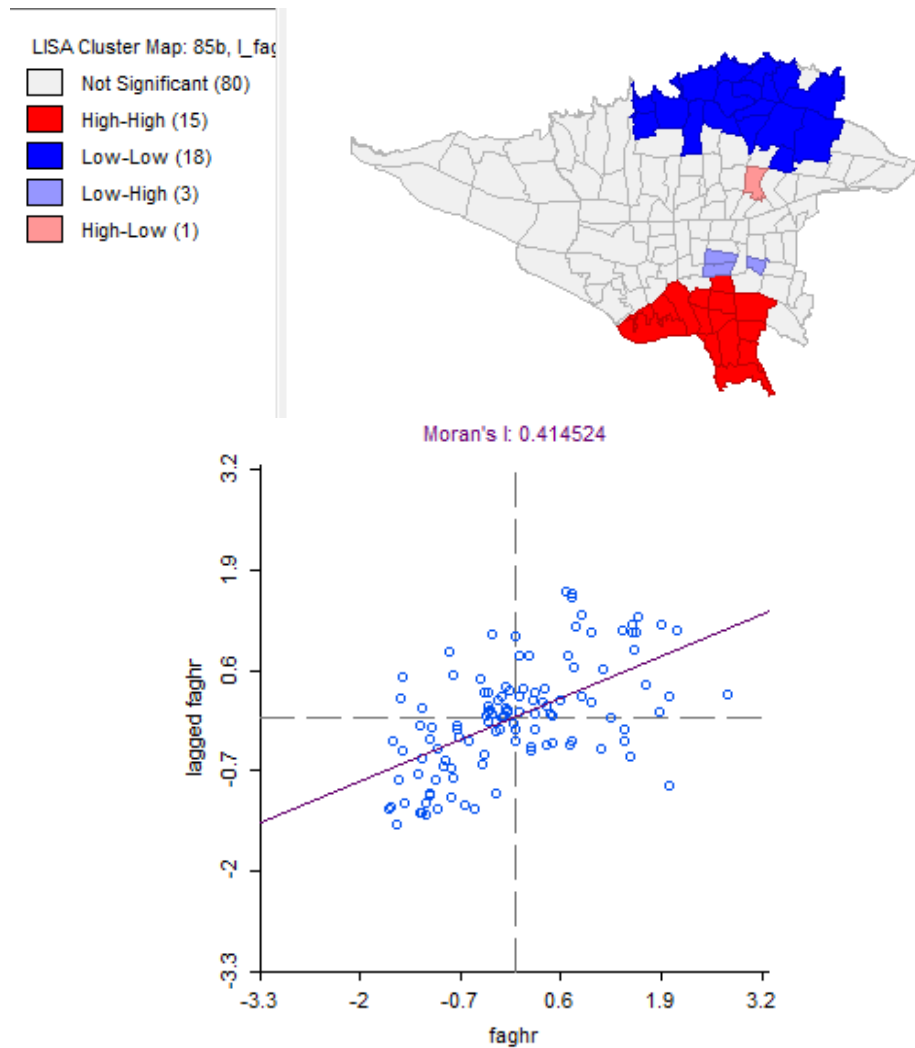 LISA Cluster Map: 85b, I_fag
Not Significant (80)
High-High (15)
Low-Low (18)
Low-High (3)
High-Low (1)
Moran's I: 0.414524
3.2
1.9
0.6
-0.7
-2
-3.3
lagged faghr
-3.3 -2 -0.7 0.6 1.9 3.2
faghr